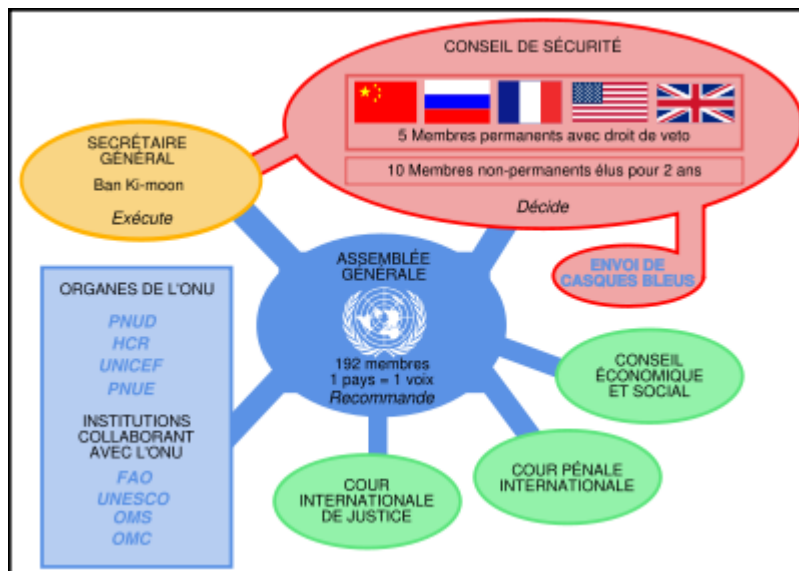 CONSEIL DE SÉCURITÉ
5 Membres permanents avec droit de veto
10 Membres non-permanents élus pour 2 ans
Décide
ENVOI DE
CASQUES BLEUS
SECRÉTAIRE
GÉNÉRAL
Ban Ki-moon
Exécute
ASSEMBLÉE
GÉNÉRALE
192 membres
1 pays = 1 voix
Recommande
ORGANES DE L'ONU
PNUD
HCR
UNICEF
PNUE
INSTITUTIONS
COLLABORANT
AVEC L'ONU
FAO
UNESCO
OMS
OMC
CONSEIL
ÉCONOMIQUE
ET SOCIAL
COUR PÉNALE
INTERNATIONALE
COUR
INTERNATIONALE
DE JUSTICE